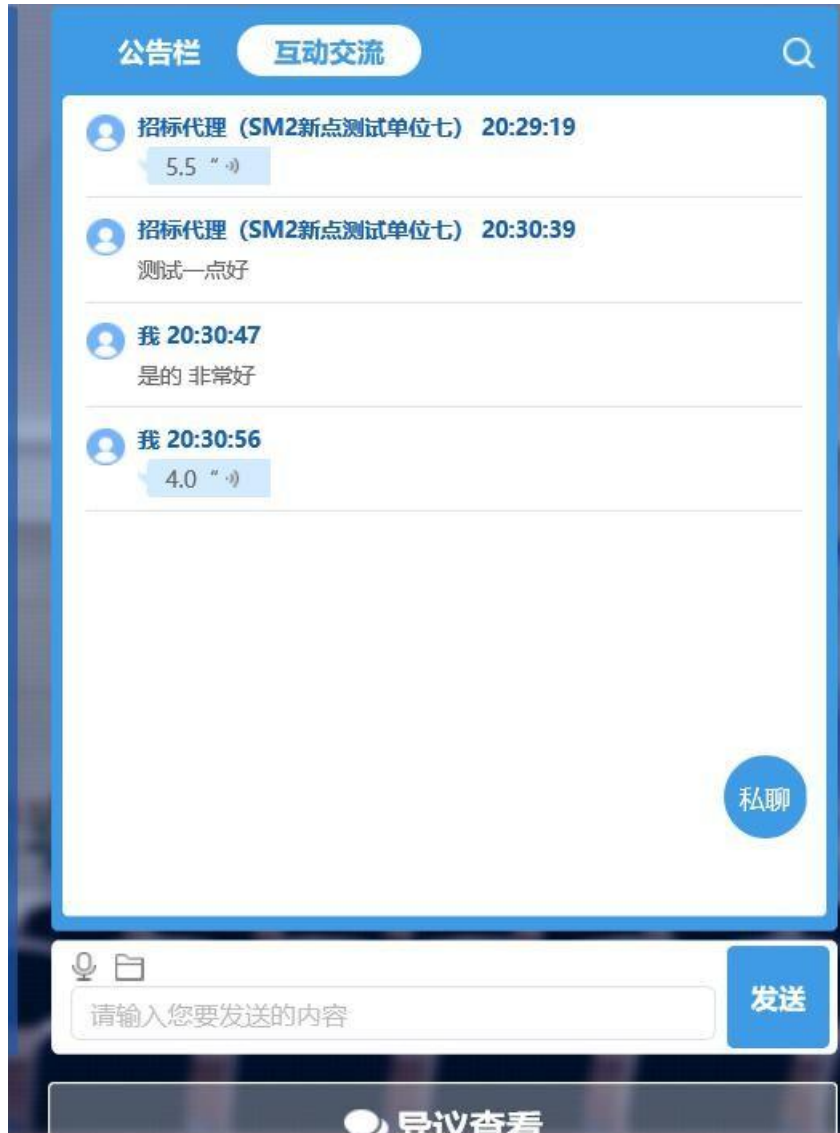 公告栏 互动交流
招标代理（SM2新点测试单位七） 20:29:19
5.5 “
招标代理（SM2新点测试单位七） 20:30:39
测试一点好
我 20:30:47
是的 非常好
我 20:30:56
4.0 “
私聊
请输入您要发送的内容
发送
异议查看